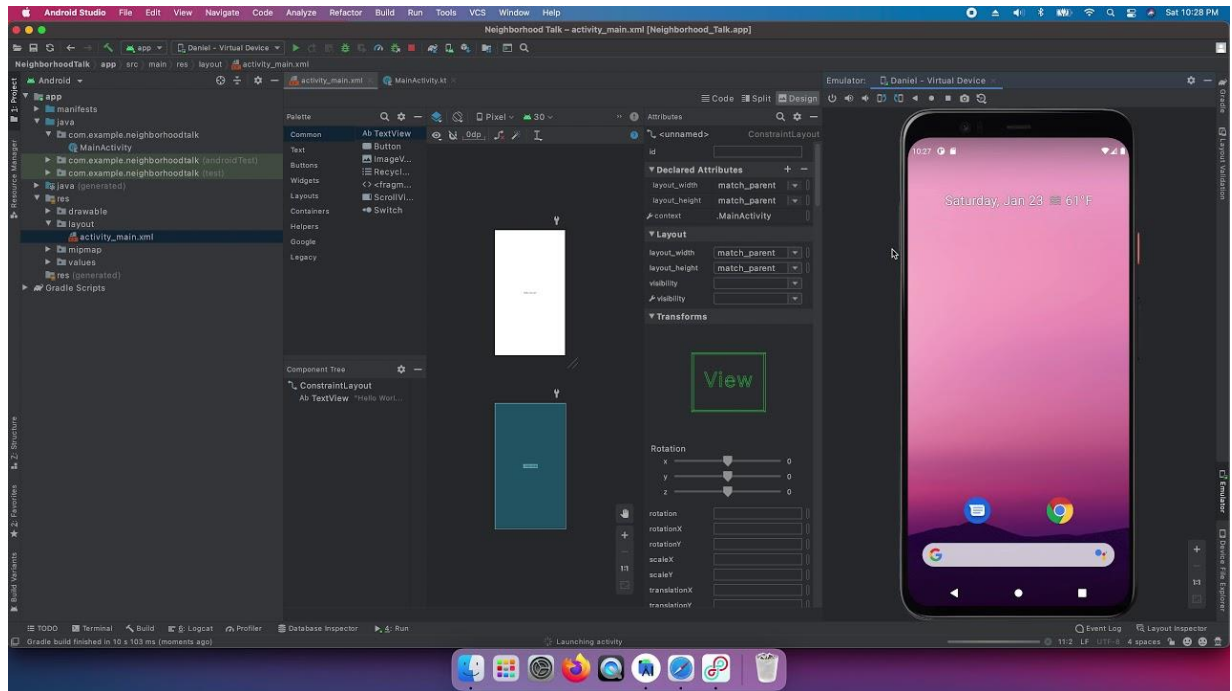 Android Studio File Edit View Navigate Code Analyze Refactor Build Run Tools VCS Window Help Sat 10:28 PM
Neighborhood Talk – activity_main.xml [Neighborhood_Talk.app]
app Daniel - Virtual Device
NeighborhoodTalk app src main res layout activity_main.xml
1: Project
Resource Manager
Z: Structure
2: Favorites
Build Variants
Android
app
manifests
java
com.example.neighborhoodtalk
MainActivity
com.example.neighborhoodtalk (androidTest)
com.example.neighborhoodtalk (test)
java (generated)
res
drawable
layout
activity_main.xml
mipmap
values
res (generated)
Gradle Scripts
activity_main.xml MainActivity.kt
Code Split Design
Palette
Common
Text
Buttons
Widgets
Layouts
Containers
Helpers
Google
Legacy
Ab TextView
Button
ImageV...
Recycl...
<> <fragm...
ScrollVi...
Switch
Pixel 30
0dp
Component Tree
ConstraintLayout
Ab TextView "Hello Worl...
1:1
Attributes
<unnamed> ConstraintLayout
id
Declared Attributes
layout_width match_parent
layout_height match_parent
context .MainActivity
Layout
layout_width match_parent
layout_height match_parent
visibility
visibility
Transforms
View
Rotation
x 0
y 0
z 0
rotation
rotationX
rotationY
scaleX
scaleY
translationX
translationY
Emulator: Daniel - Virtual Device
10:27
Saturday, Jan 23 61°F
G
1:1
Gradle
Layout Validation
Emulator
Device File Explorer
TODO Terminal Build 6: Logcat Profiler Database Inspector 4: Run Event Log Layout Inspector
Gradle build finished in 10 s 103 ms (moments ago) Launching activity 11:2 LF UTF-8 4 spaces